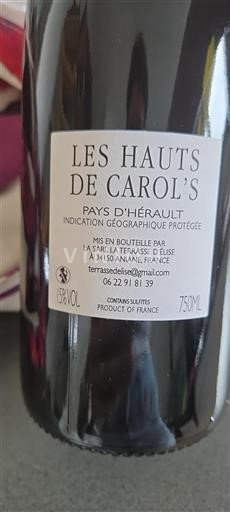 LES HAUTS
DE CAROL'S
PAYS D'HÉRAULT
INDICATION GÉOGRAPHIQUE PROTÉGÉE
MIS EN BOUTEILLE PAR
LA SARL LA TERRASSE D'ÉLISE
À 34150 ANIANE, FRANCE
terrassedelise@gmail.com
06 22 91 81 39
15%VOL.
CONTAINS SULFITES
PRODUCT OF FRANCE
750ML